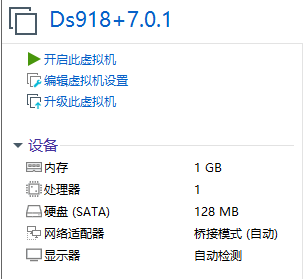 Ds918+7.0.1
开启此虚拟机
编辑虚拟机设置
升级此虚拟机
设备
内存 1 GB
处理器 1
硬盘 (SATA) 128 MB
网络适配器 桥接模式 (自动)
显示器 自动检测